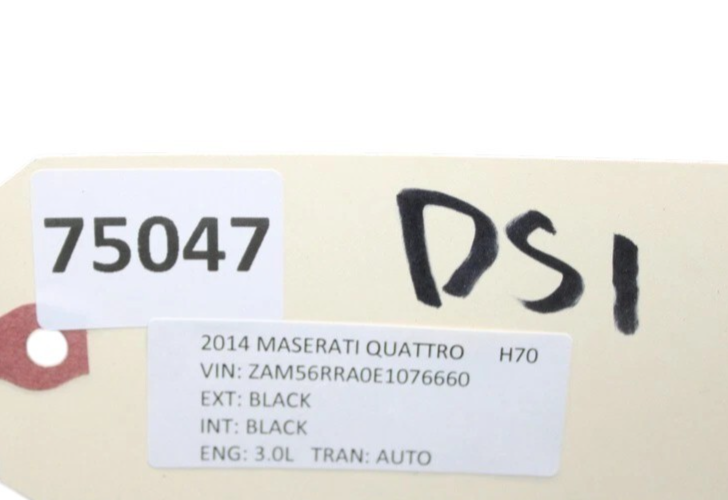 75047
DS1
2014 MASERATI QUATTRO H70
VIN: ZAM56RRA0E1076660
EXT: BLACK
INT: BLACK
ENG: 3.0L TRAN: AUTO